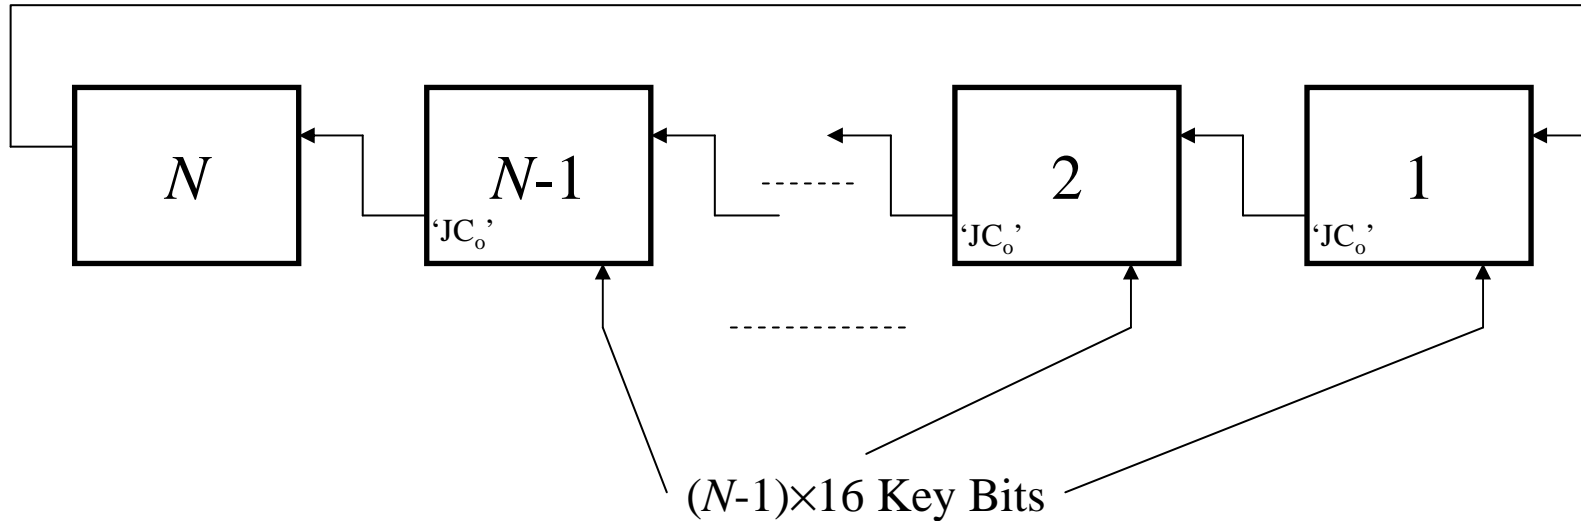 N
N-1
2
1
‘JCo’
‘JCo’
‘JCo’
(N-1)×16 Key Bits